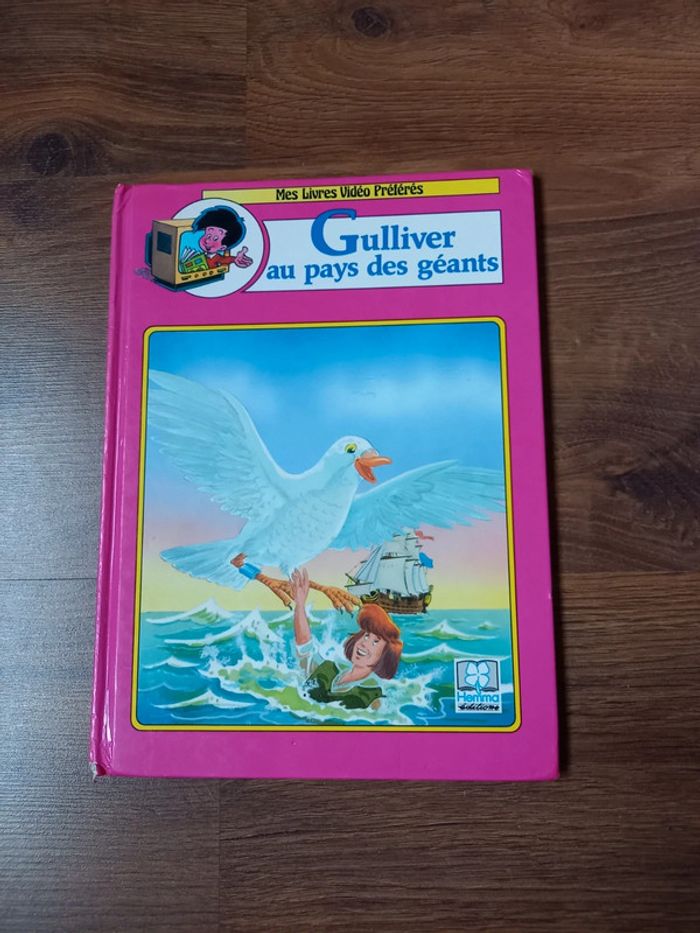 Mes Livres Vidéo Préférés
Gulliver
au pays des géants
Hemma
éditions